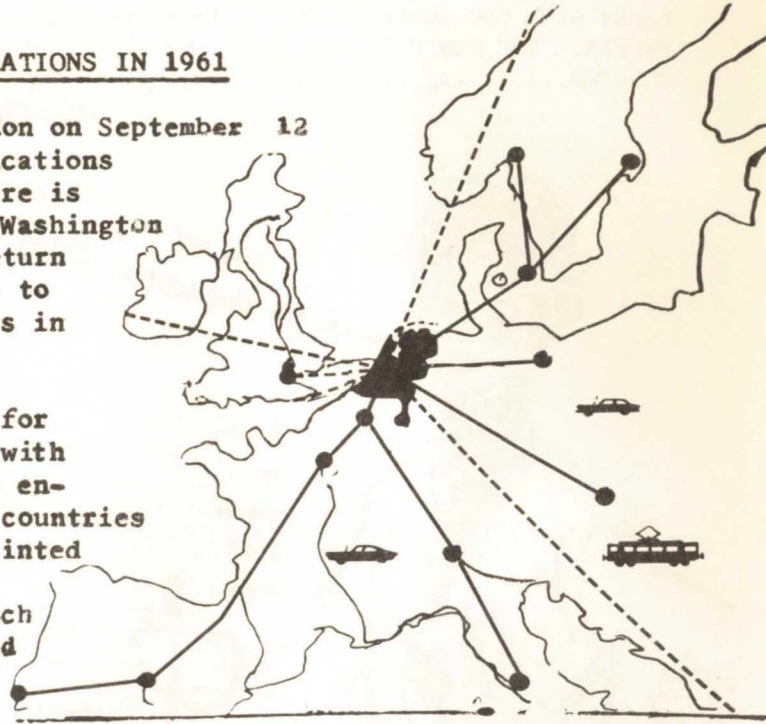 ATIONS IN 1961
on on September 12
cations
re is
Washington
eturn
to
s in
for
with
en-
countries
inted
ch
d